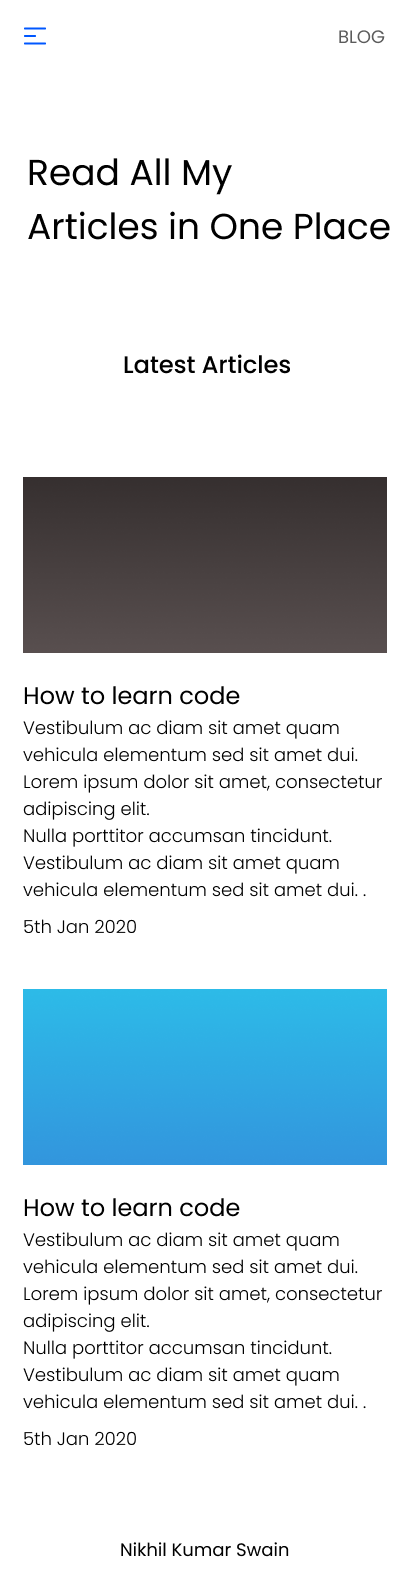 BLOG
Read All My
Articles in One Place
Latest Articles
How to learn code
Vestibulum ac diam sit amet quam
vehicula elementum sed sit amet dui.
Lorem ipsum dolor sit amet, consectetur
adipiscing elit.
Nulla porttitor accumsan tincidunt.
Vestibulum ac diam sit amet quam
vehicula elementum sed sit amet dui. .
5th Jan 2020
How to learn code
Vestibulum ac diam sit amet quam
vehicula elementum sed sit amet dui.
Lorem ipsum dolor sit amet, consectetur
adipiscing elit.
Nulla porttitor accumsan tincidunt.
Vestibulum ac diam sit amet quam
vehicula elementum sed sit amet dui. .
5th Jan 2020
Nikhil Kumar Swain